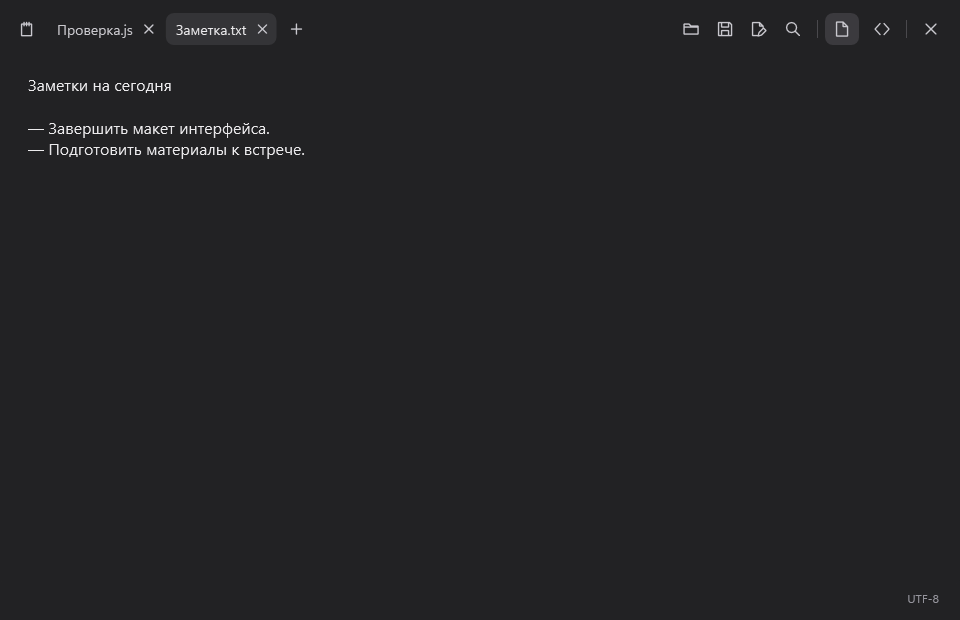 Проверка.js
Заметка.txt
Заметки на сегодня
— Завершить макет интерфейса.
— Подготовить материалы к встрече.
UTF-8